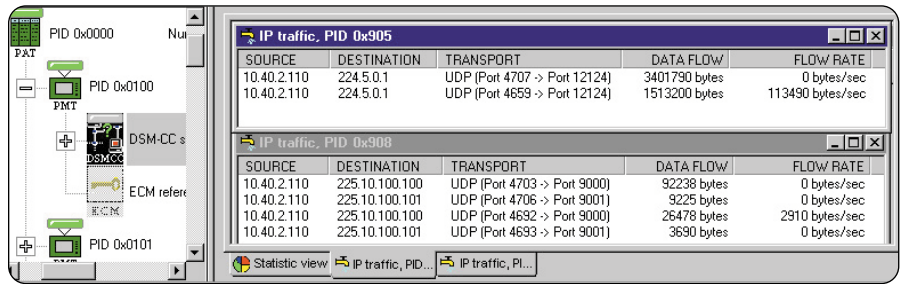 PID 0x0000 Nu
PAT
PID 0x0100
PMT
DSM-CC s
DSMCC
ECM refere
ECM
PID 0x0101
IP traffic, PID 0x905
SOURCE DESTINATION TRANSPORT DATA FLOW FLOW RATE
10.40.2.110 224.5.0.1 UDP (Port 4707 -> Port 12124) 3401790 bytes 0 bytes/sec
10.40.2.110 224.5.0.1 UDP (Port 4659 -> Port 12124) 1513200 bytes 113490 bytes/sec
IP traffic, PID 0x908
SOURCE DESTINATION TRANSPORT DATA FLOW FLOW RATE
10.40.2.110 225.10.100.100 UDP (Port 4703 -> Port 9000) 92238 bytes 0 bytes/sec
10.40.2.110 225.10.100.101 UDP (Port 4706 -> Port 9001) 9225 bytes 0 bytes/sec
10.40.2.110 225.10.100.100 UDP (Port 4692 -> Port 9000) 26478 bytes 2910 bytes/sec
10.40.2.110 225.10.100.101 UDP (Port 4693 -> Port 9001) 3690 bytes 0 bytes/sec
Statistic view IP traffic, PID... IP traffic, PI...